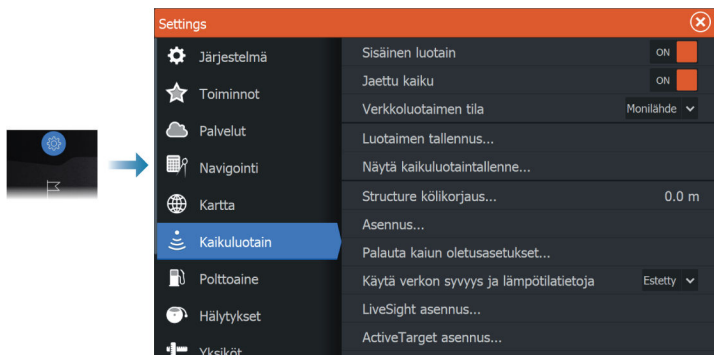 Settings
Järjestelmä
Toiminnot
Palvelut
Navigointi
Kartta
Kaikuluotain
Polttoaine
Hälytykset
Yksiköt
Sisäinen luotain ON
Jaettu kaiku ON
Verkkoluotaimen tila Monilähde
Luotaimen tallennus...
Näytä kaikuluotaintallenne...
Structure kölikorjaus... 0.0 m
Asennus...
Palauta kaiun oletusasetukset...
Käytä verkon syvyys ja lämpötilatietoja Estetty
LiveSight asennus...
ActiveTarget asennus...